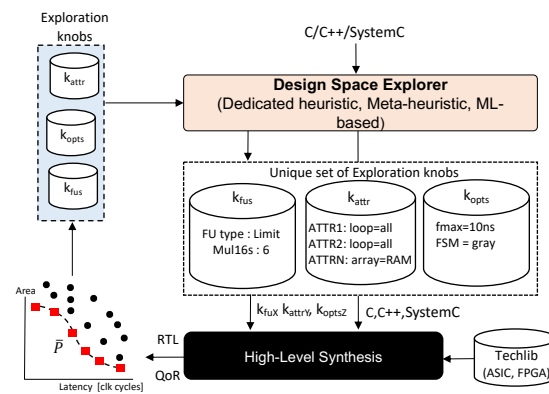 Exploration
knobs
k_attr
k_opts
k_fus
C/C++/SystemC
Design Space Explorer
(Dedicated heuristic, Meta-heuristic, ML-
based)
Unique set of Exploration knobs
k_fus
FU type : Limit
Mul16s : 6
k_attr
ATTR1: loop=all
ATTR2: loop=all
ATTRN: array=RAM
k_opts
fmax=10ns
FSM = gray
k_fuX k_attrY, k_optsZ
C,C++,SystemC
High-Level Synthesis
RTL
QoR
Techlib
(ASIC, FPGA)
Area
P̅
Latency [clk cycles]